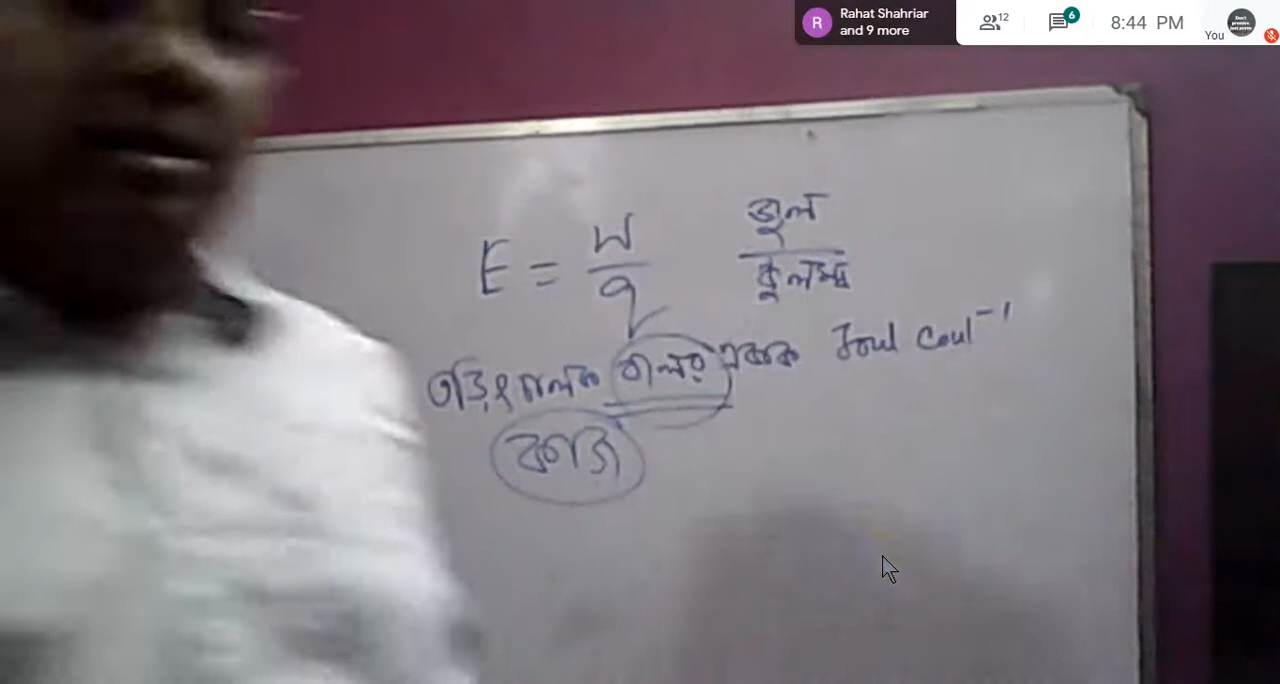 Rahat Shahriar
and 9 more
R
12
6
8:44 PM
You
E = W/q জুল/কুলম্ব
তড়িৎচালক বলের একক Joul Coul⁻¹
কাজ